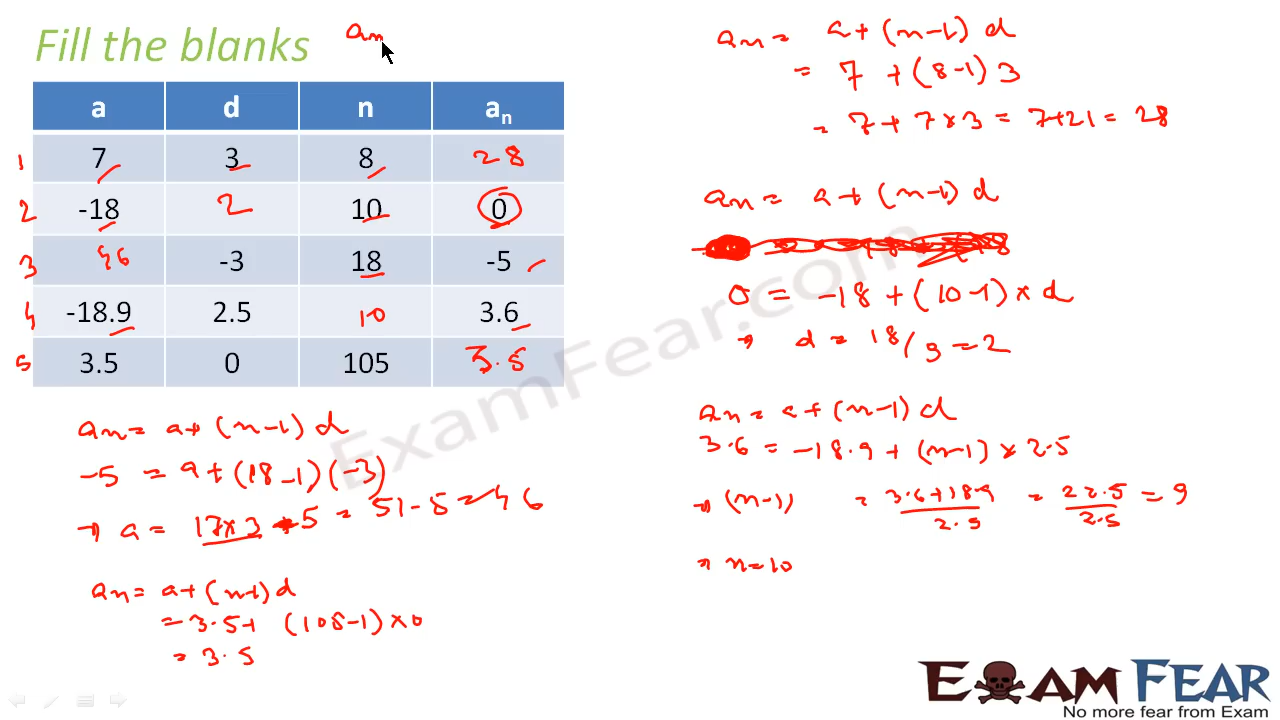 Fill the blanks
an
a d n an
1 7 3 8 28
2 -18 2 10 0
3 46 -3 18 -5
4 -18.9 2.5 10 3.6
5 3.5 0 105 3.5
an = a + (n-1) d
-5 = a + (18-1) (-3)
⇒ a = 17×3 - 5 = 51 - 5 = 46
an = a + (n-1) d
= 3.5 + (105-1) × 0
= 3.5
an = a + (n-1) d
= 7 + (8-1) 3
= 7 + 7×3 = 7+21 = 28
an = a + (n-1) d
0 = -18 + (10-1) × d
⇒ d = 18/9 = 2
an = a + (n-1) d
3.6 = -18.9 + (n-1) × 2.5
⇒ (n-1) = 3.6+18.9 / 2.5 = 22.5 / 2.5 = 9
⇒ n = 10
ExamFear.com
EXAM FEAR
No more fear from Exam